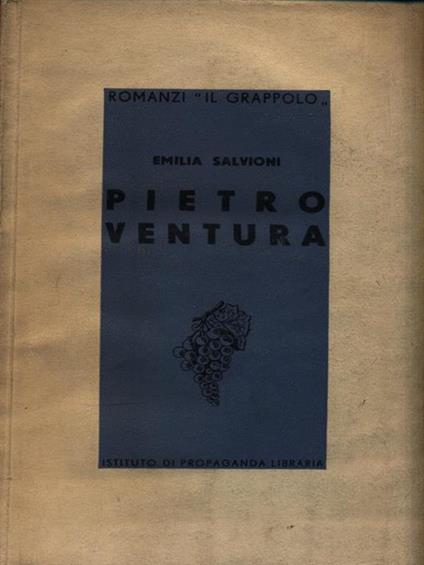 ROMANZI "IL GRAPPOLO„
EMILIA SALVIONI
PIETRO
VENTURA
ISTITUTO DI PROPAGANDA LIBRARIA